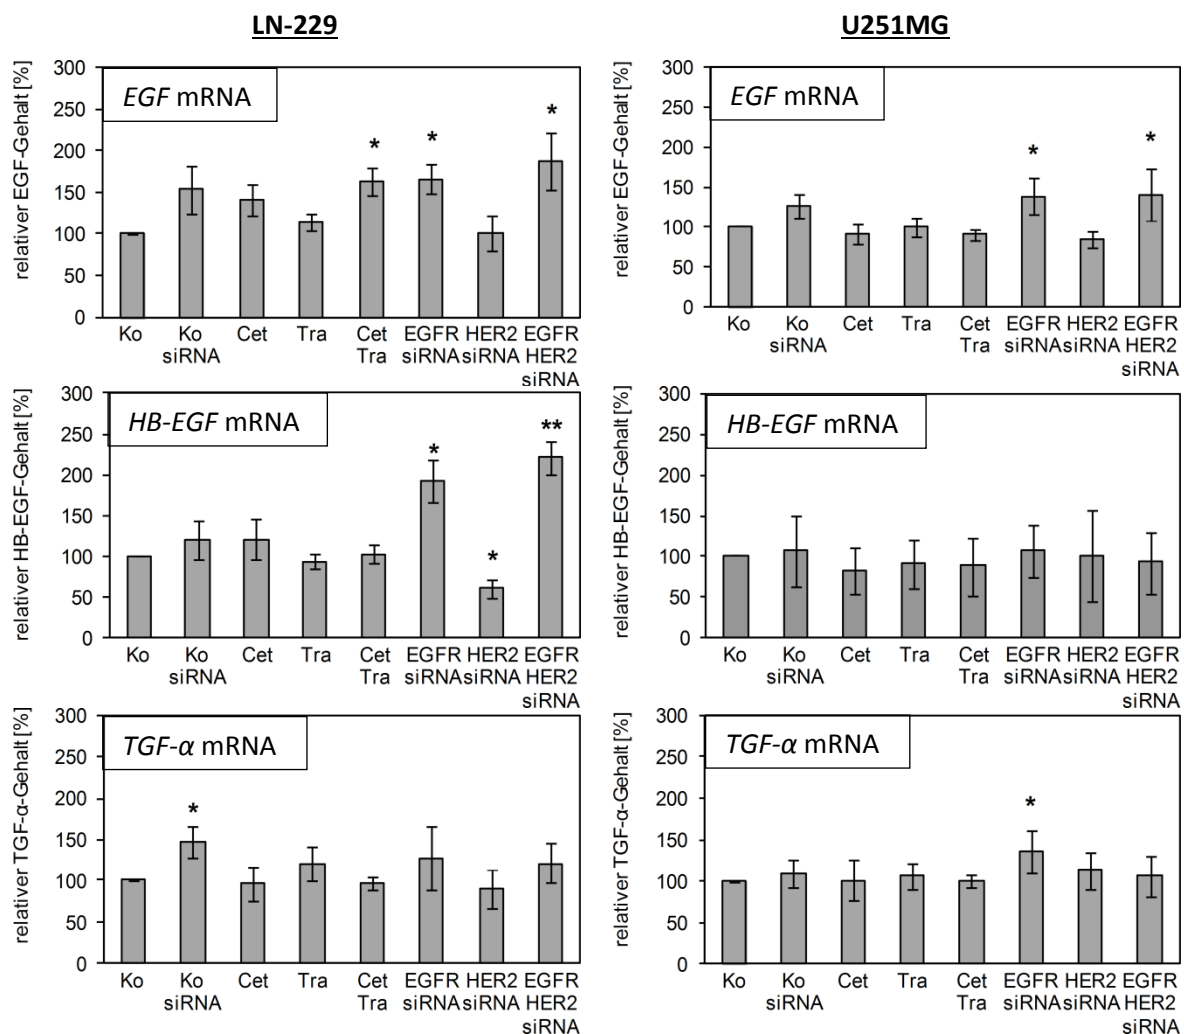 LN-229
U251MG
EGF mRNA
relativer EGF-Gehalt [%]
300
250
200
150
100
50
0
* * *
Ko Ko Cet Tra Cet EGFR HER2 EGFR
siRNA Tra siRNA siRNA HER2
siRNA
EGF mRNA
relativer EGF-Gehalt [%]
300
250
200
150
100
50
0
* *
Ko Ko Cet Tra Cet EGFR HER2 EGFR
siRNA Tra siRNA siRNA HER2
siRNA
HB-EGF mRNA
relativer HB-EGF-Gehalt [%]
300
250
200
150
100
50
0
* * **
Ko Ko Cet Tra Cet EGFR HER2 EGFR
siRNA Tra siRNA siRNA HER2
siRNA
HB-EGF mRNA
relativer HB-EGF-Gehalt [%]
300
250
200
150
100
50
0
Ko Ko Cet Tra Cet EGFR HER2 EGFR
siRNA Tra siRNA siRNA HER2
siRNA
TGF-α mRNA
relativer TGF-α-Gehalt [%]
300
250
200
150
100
50
0
*
Ko Ko Cet Tra Cet EGFR HER2 EGFR
siRNA Tra siRNA siRNA HER2
siRNA
TGF-α mRNA
relativer TGF-α-Gehalt [%]
300
250
200
150
100
50
0
*
Ko Ko Cet Tra Cet EGFR HER2 EGFR
siRNA Tra siRNA siRNA HER2
siRNA